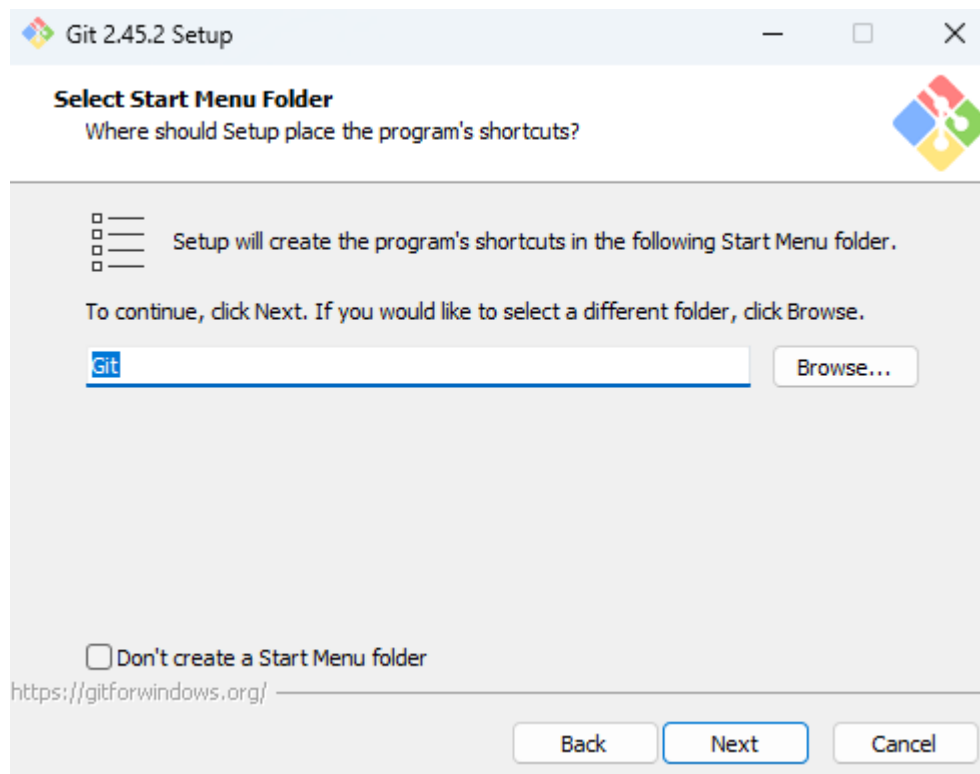 Git 2.45.2 Setup
Select Start Menu Folder
Where should Setup place the program's shortcuts?
Setup will create the program's shortcuts in the following Start Menu folder.
To continue, click Next. If you would like to select a different folder, click Browse.
Git
Browse...
Don't create a Start Menu folder
https://gitforwindows.org/
Back
Next
Cancel